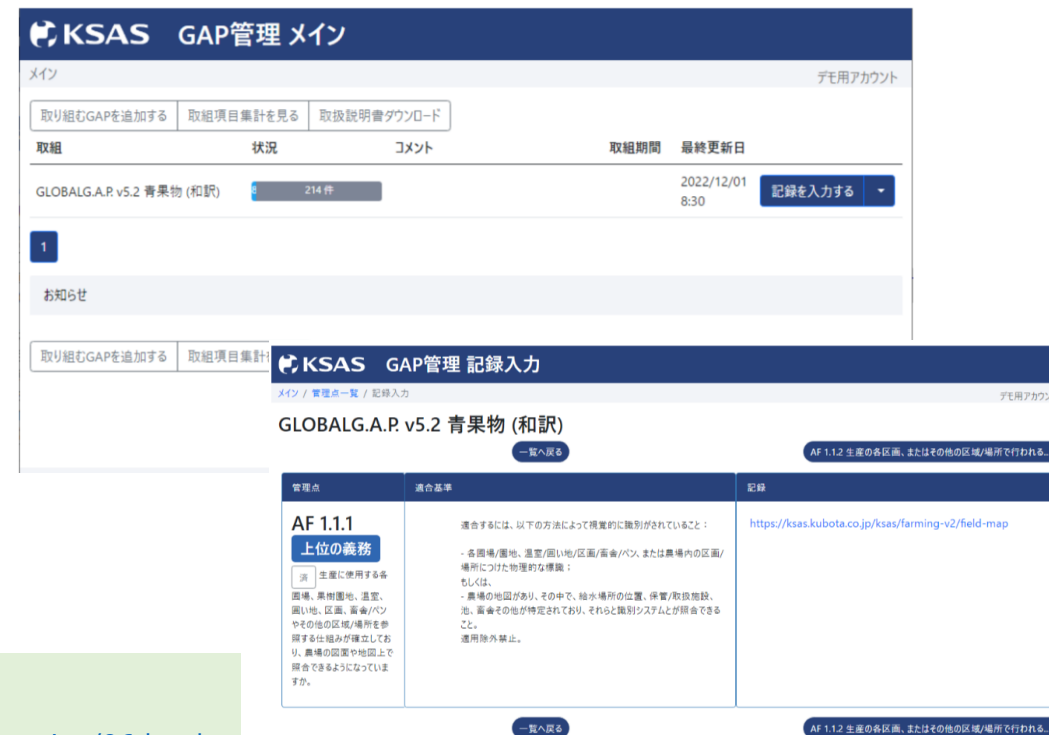 KSAS GAP管理 メイン
メイン
デモ用アカウント
取り組むGAPを追加する 取組項目集計を見る 取扱説明書ダウンロード
取組 状況 コメント 取組期間 最終更新日
GLOBALG.A.P. v5.2 青果物 (和訳) 8 214 件 2022/12/01
8:30
記録を入力する
1
お知らせ
取り組むGAPを追加する 取組項目集計
KSAS GAP管理 記録入力
メイン / 管理点一覧 / 記録入力
デモ用アカウン
GLOBALG.A.P. v5.2 青果物 (和訳)
一覧へ戻る
AF 1.1.2 生産の各区画、またはその他の区域/場所で行われる...
管理点 適合基準 記録
AF 1.1.1
上位の義務
済 生産に使用する各
圃場、果樹園地、温室、
囲い地、区画、畜舎/ペン
やその他の区域/場所を参
照する仕組みが確立してお
り、農場の図面や地図上で
照合できるようになっていま
すか。
適合するには、以下の方法によって視覚的に識別がされていること：
- 各圃場/園地、温室/囲い地/区画/畜舎/ペン、または農場内の区画/
場所につけた物理的な標識；
もしくは、
- 農場の地図があり、その中で、給水場所の位置、保管/取扱施設、
池、畜舎その他が特定されており、それらと識別システムとが照合できる
こと。
適用除外禁止。
https://ksas.kubota.co.jp/ksas/farming-v2/field-map
一覧へ戻る
AF 1.1.2 生産の各区画、またはその他の区域/場所で行われる...